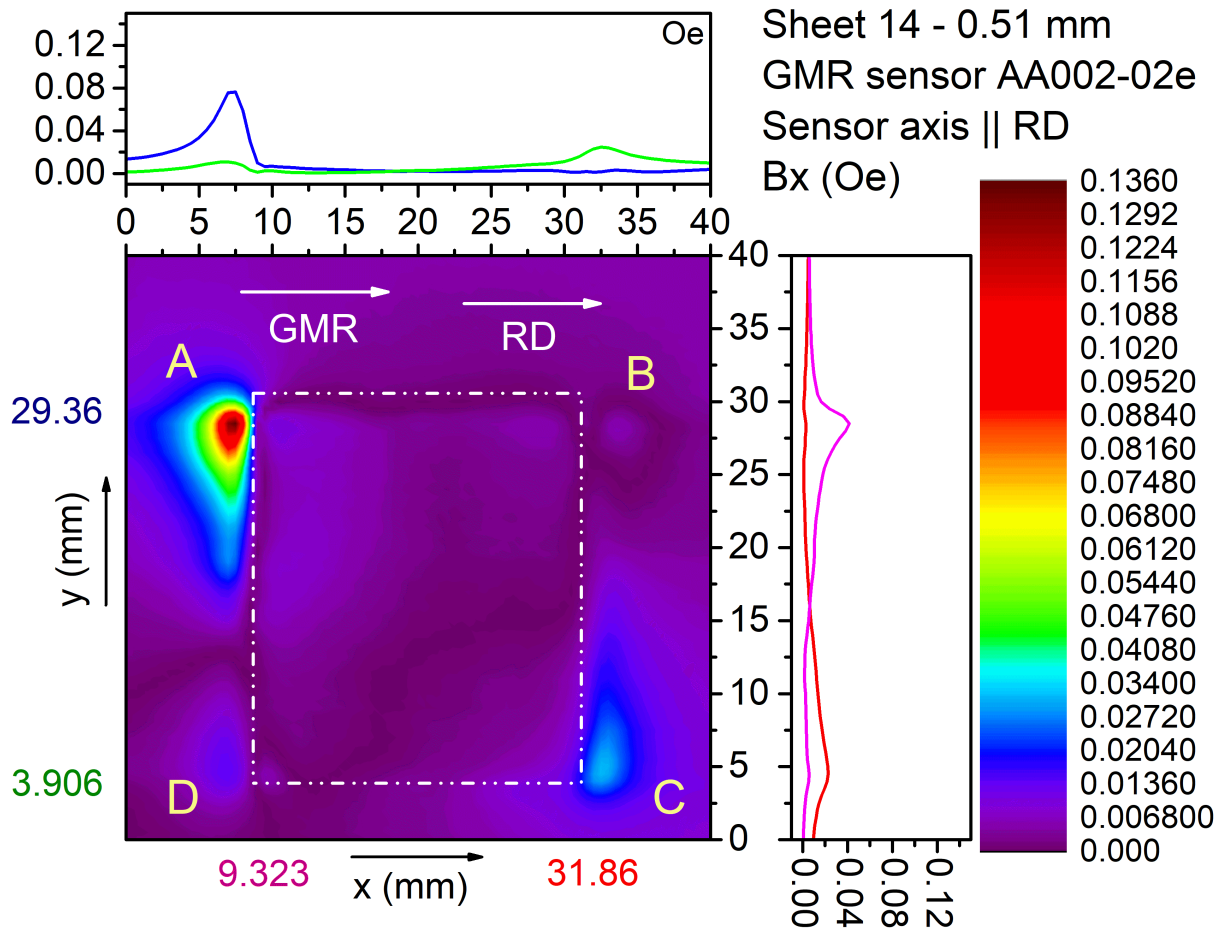 Sheet 14 - 0.51 mm
GMR sensor AA002-02e
Sensor axis || RD
Bx (Oe)
Oe
0.12
0.08
0.04
0.00
0 5 10 15 20 25 30 35 40
GMR
RD
A
B
C
D
29.36
3.906
y (mm)
9.323
x (mm)
31.86
40
35
30
25
20
15
10
5
0
0.00 0.04 0.08 0.12
0.1360
0.1292
0.1224
0.1156
0.1088
0.1020
0.09520
0.08840
0.08160
0.07480
0.06800
0.06120
0.05440
0.04760
0.04080
0.03400
0.02720
0.02040
0.01360
0.006800
0.000